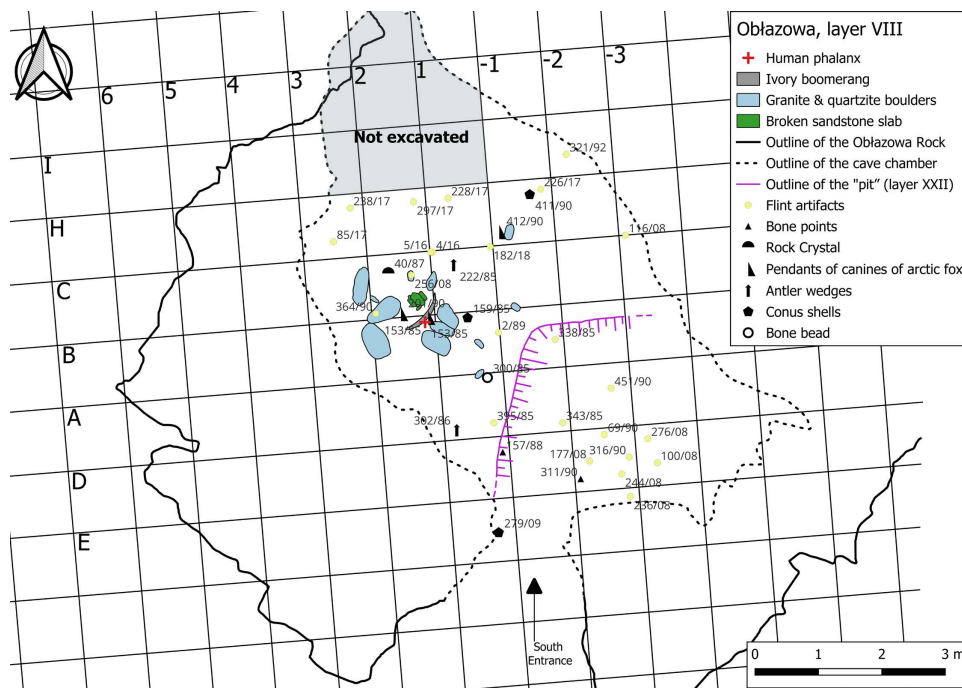 Obłazowa, layer VIII
Human phalanx
Ivory boomerang
Granite & quartzite boulders
Broken sandstone slab
Outline of the Obłazowa Rock
Outline of the cave chamber
Outline of the "pit" (layer XXII)
Flint artifacts
Bone points
Rock Crystal
Pendants of canines of arctic fox
Antler wedges
Conus shells
Bone bead
6 5 4 3 2 1 -1 -2 -3
I
H
C
B
A
D
E
Not excavated
321/92
226/17
228/17
411/90
238/17
297/17
412/90
116/08
85/17
5/16 4/16
182/18
40/87
222/85
256/08
364/90
159/85
153/85
153/85
2/89
338/85
300/85
451/90
302/86
395/85
343/85
69/90
276/08
157/88
177/08
316/90
100/08
311/90
244/08
236/08
279/09
South
Entrance
0 1 2 3 m